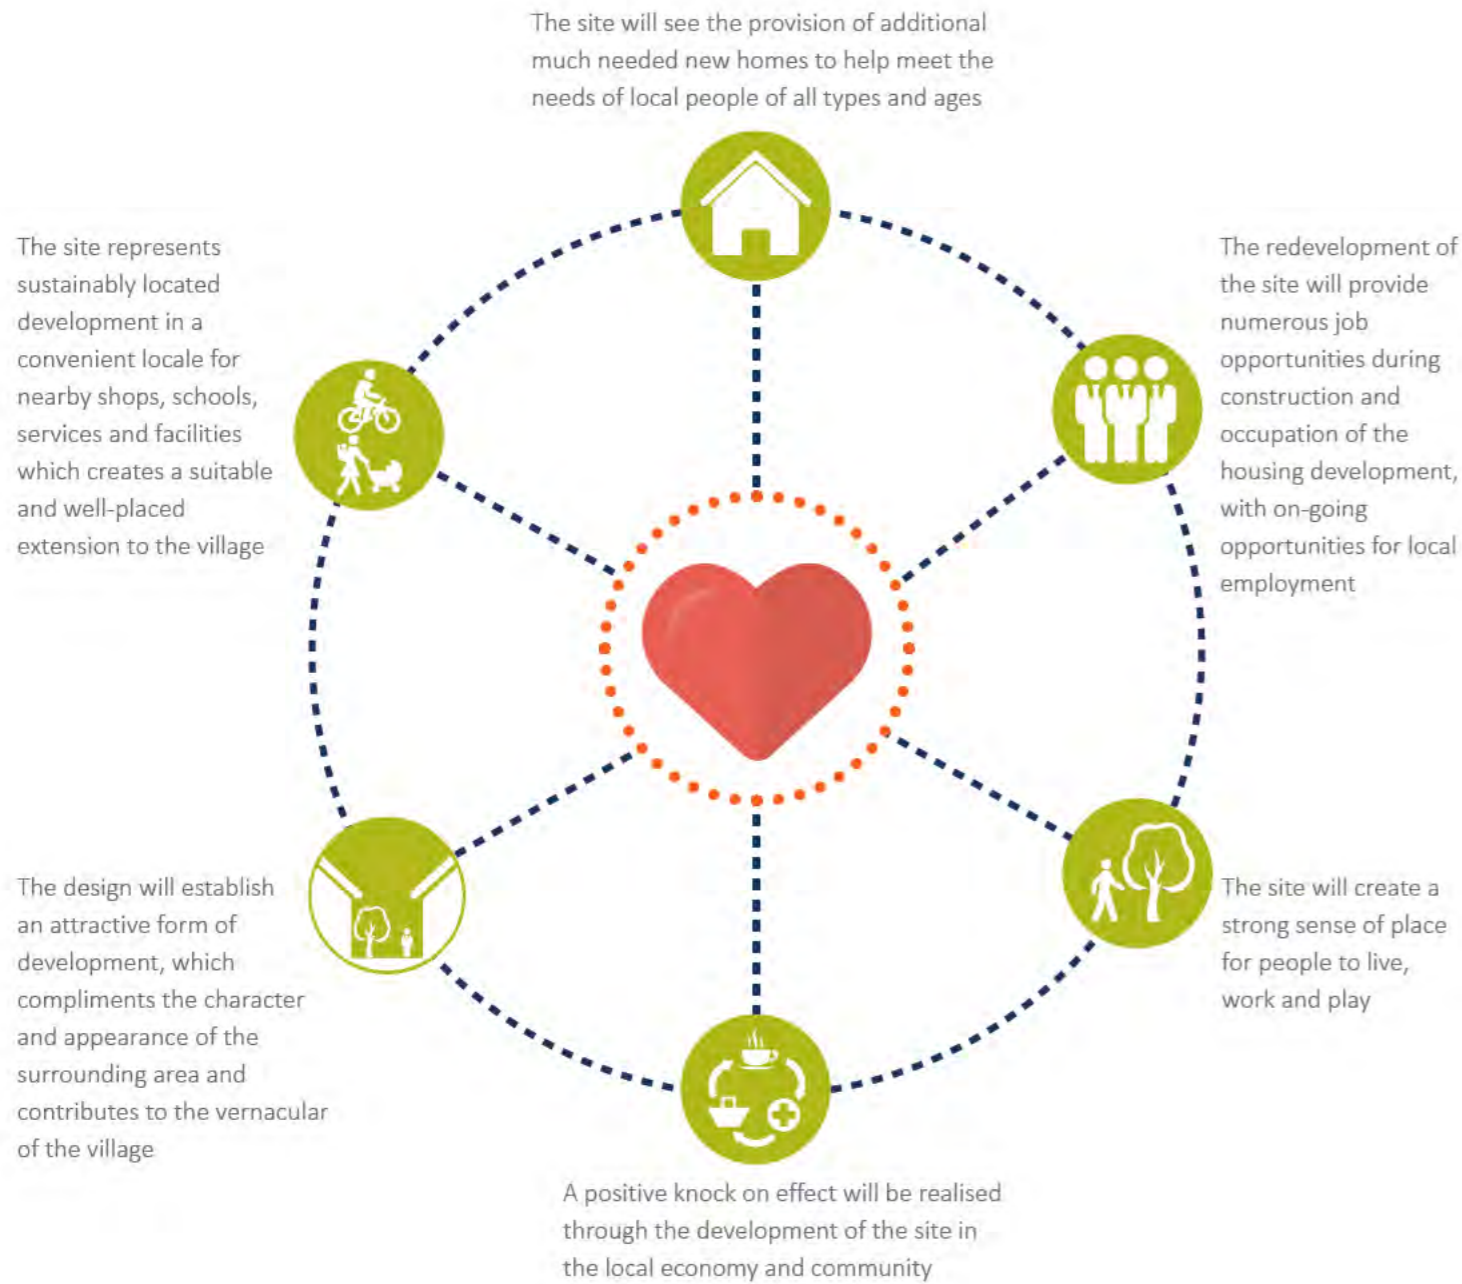 The site will see the provision of additional
much needed new homes to help meet the
needs of local people of all types and ages
The redevelopment of
the site will provide
numerous job
opportunities during
construction and
occupation of the
housing development,
with on-going
opportunities for local
employment
The site will create a
strong sense of place
for people to live,
work and play
A positive knock on effect will be realised
through the development of the site in
the local economy and community
The design will establish
an attractive form of
development, which
compliments the character
and appearance of the
surrounding area and
contributes to the vernacular
of the village
The site represents
sustainably located
development in a
convenient locale for
nearby shops, schools,
services and facilities
which creates a suitable
and well-placed
extension to the village